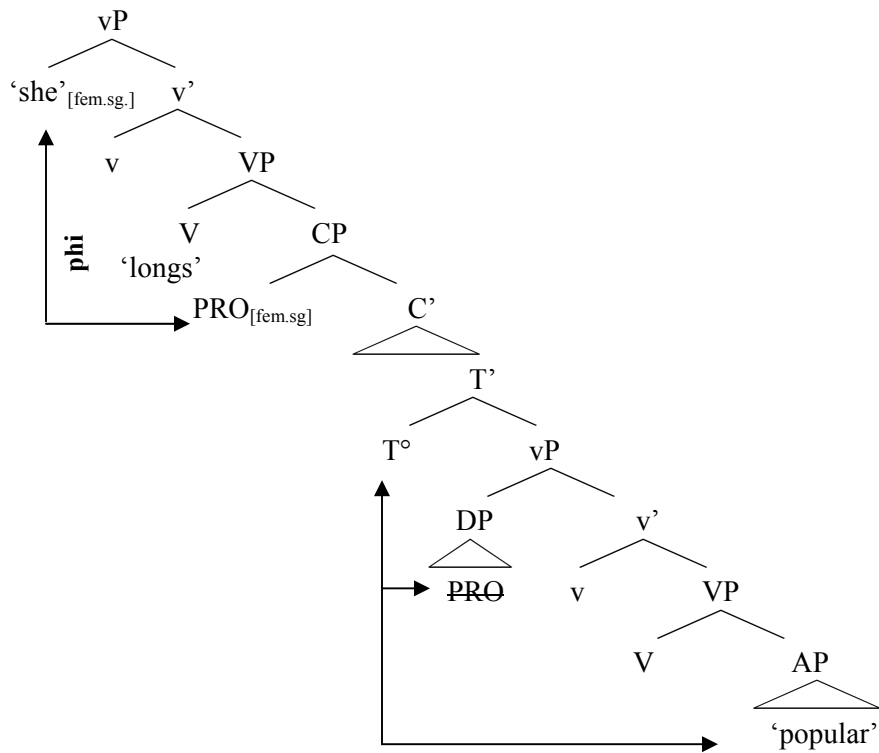 vP
‘she’[fem.sg.] v’
v VP
phi
V CP
‘longs’
PRO[fem.sg] C’
T’
T° vP
DP v’
PRO v VP
V AP
‘popular’